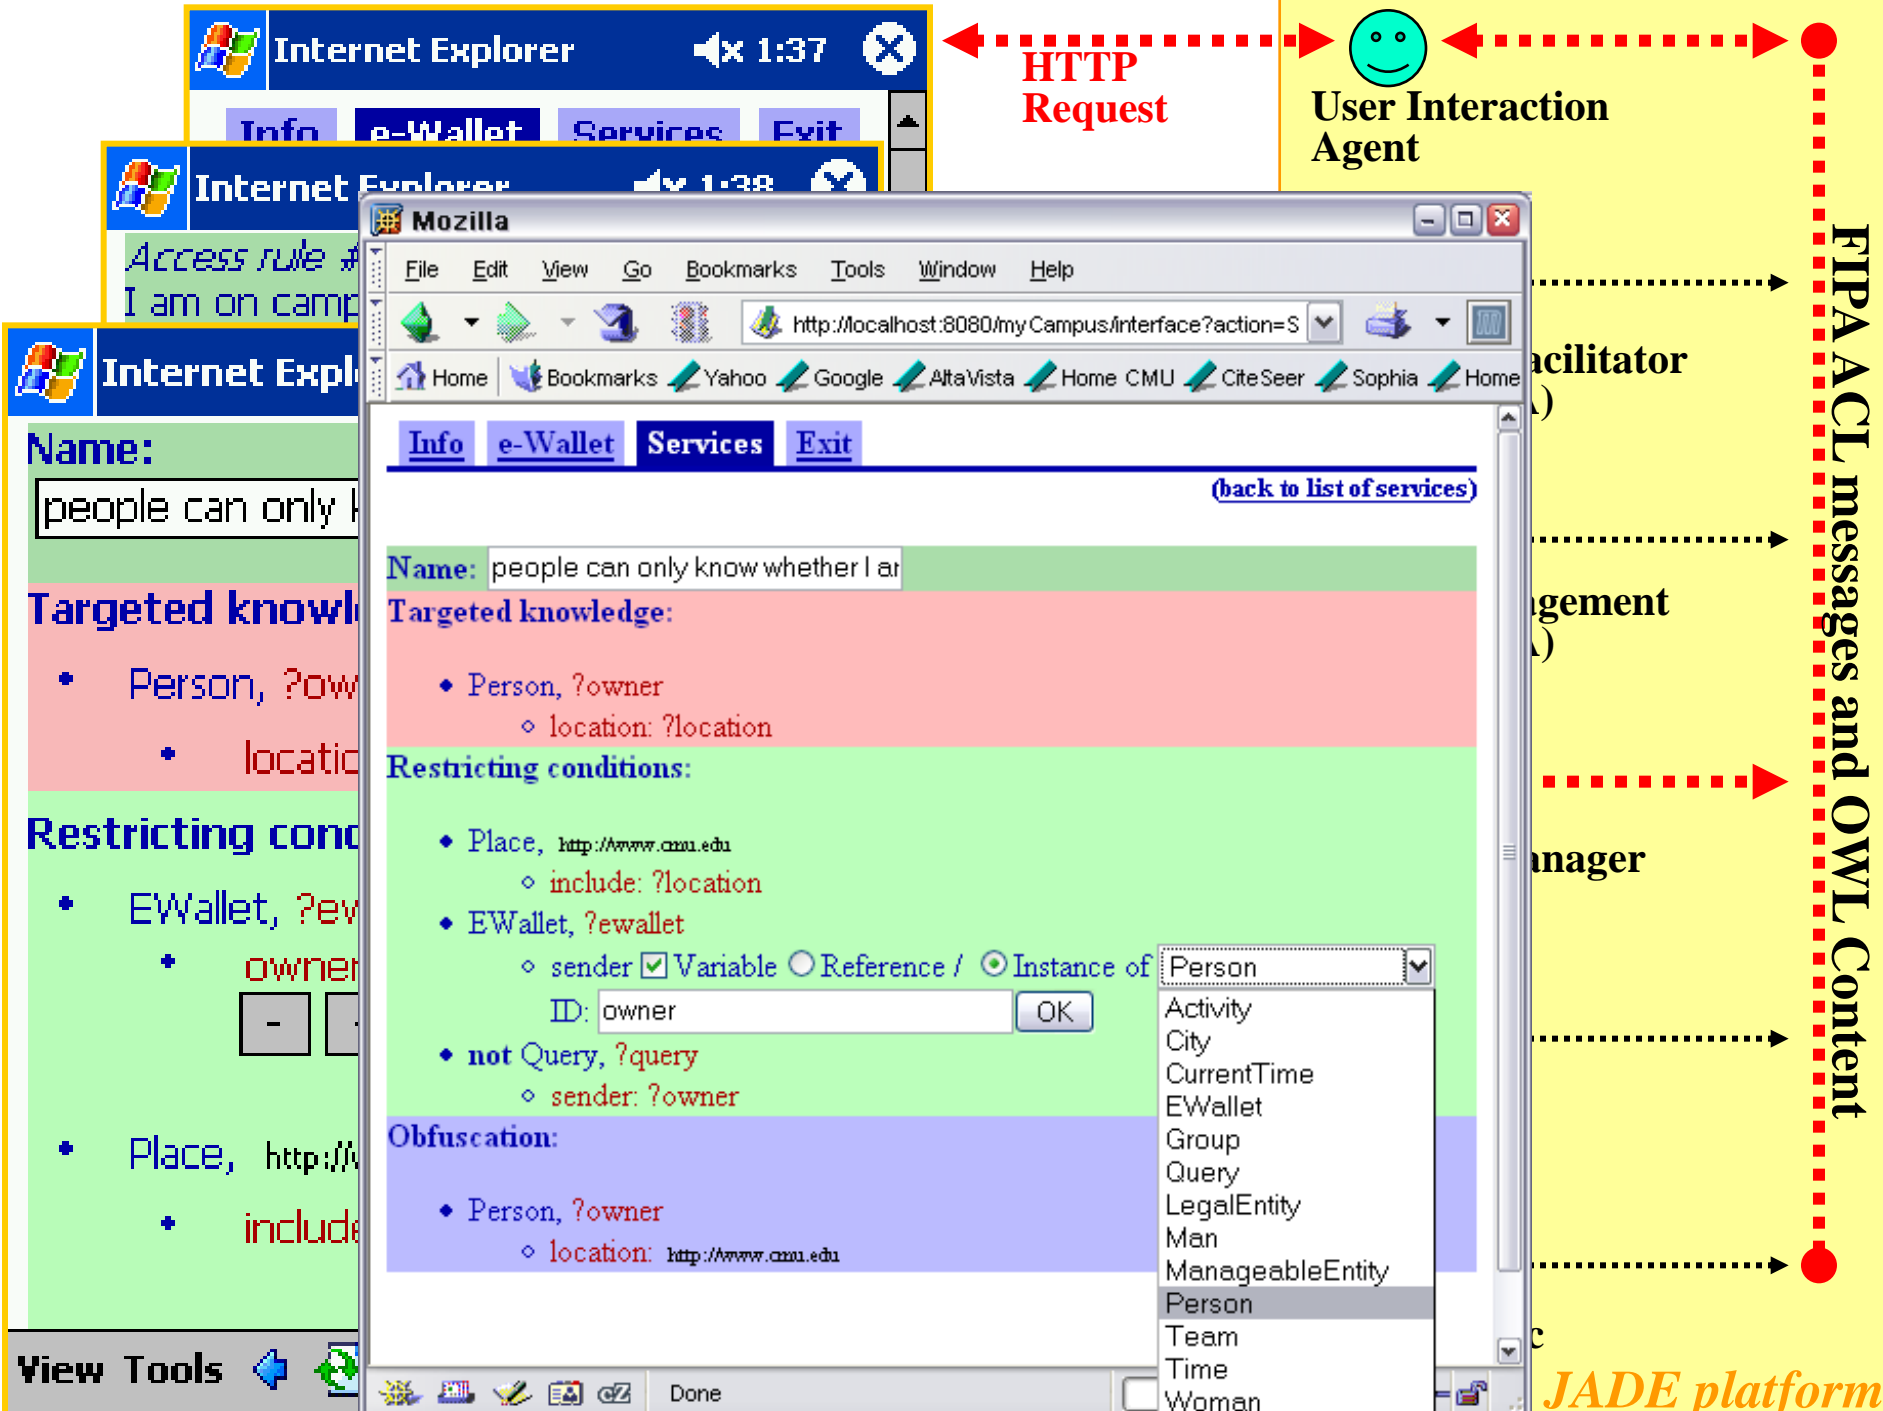 Internet Explorer 1:37
Info e-Wallet Services Exit
Internet Explorer 1:38
Access rule #
I am on camp
Internet Expl
Name:
people can only k
Targeted knowl
Person, ?ow
locatio
Restricting cond
EWallet, ?ew
owner
-
Place, http://w
include
View Tools
Mozilla
File Edit View Go Bookmarks Tools Window Help
http://localhost:8080/myCampus/interface?action=S
Home Bookmarks Yahoo Google AltaVista Home CMU CiteSeer Sophia Home
Info e-Wallet Services Exit
(back to list of services)
Name: people can only know whether I ar
Targeted knowledge:
Person, ?owner
location: ?location
Restricting conditions:
Place, http://www.cmu.edu
include: ?location
EWallet, ?ewallet
sender Variable Reference / Instance of Person
ID: owner OK
not Query, ?query
sender: ?owner
Obfuscation:
Person, ?owner
location: http://www.cmu.edu
Activity
City
CurrentTime
EWallet
Group
Query
LegalEntity
Man
ManageableEntity
Person
Team
Time
Woman
Done
HTTP
Request
User Interaction
Agent
acilitator
)
gement
)
anager
c
JADE platform
FIPA ACL messages and OWL Content